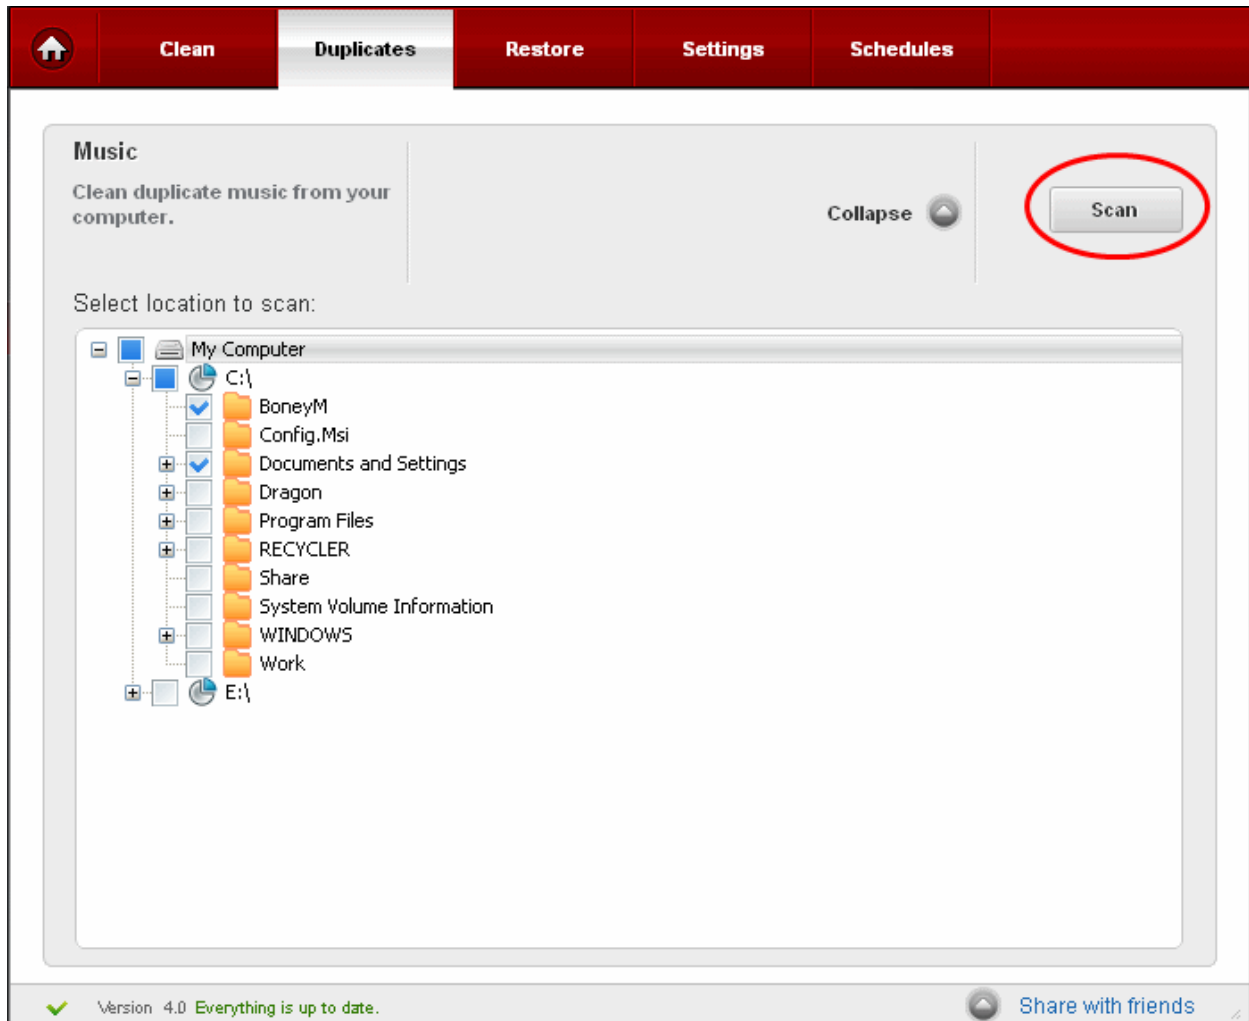 Clean
Duplicates
Restore
Settings
Schedules
Music
Clean duplicate music from your
computer.
Collapse
Scan
Select location to scan:
My Computer
C:\
BoneyM
Config.Msi
Documents and Settings
Dragon
Program Files
RECYCLER
Share
System Volume Information
WINDOWS
Work
E:\
Version 4.0 Everything is up to date.
Share with friends